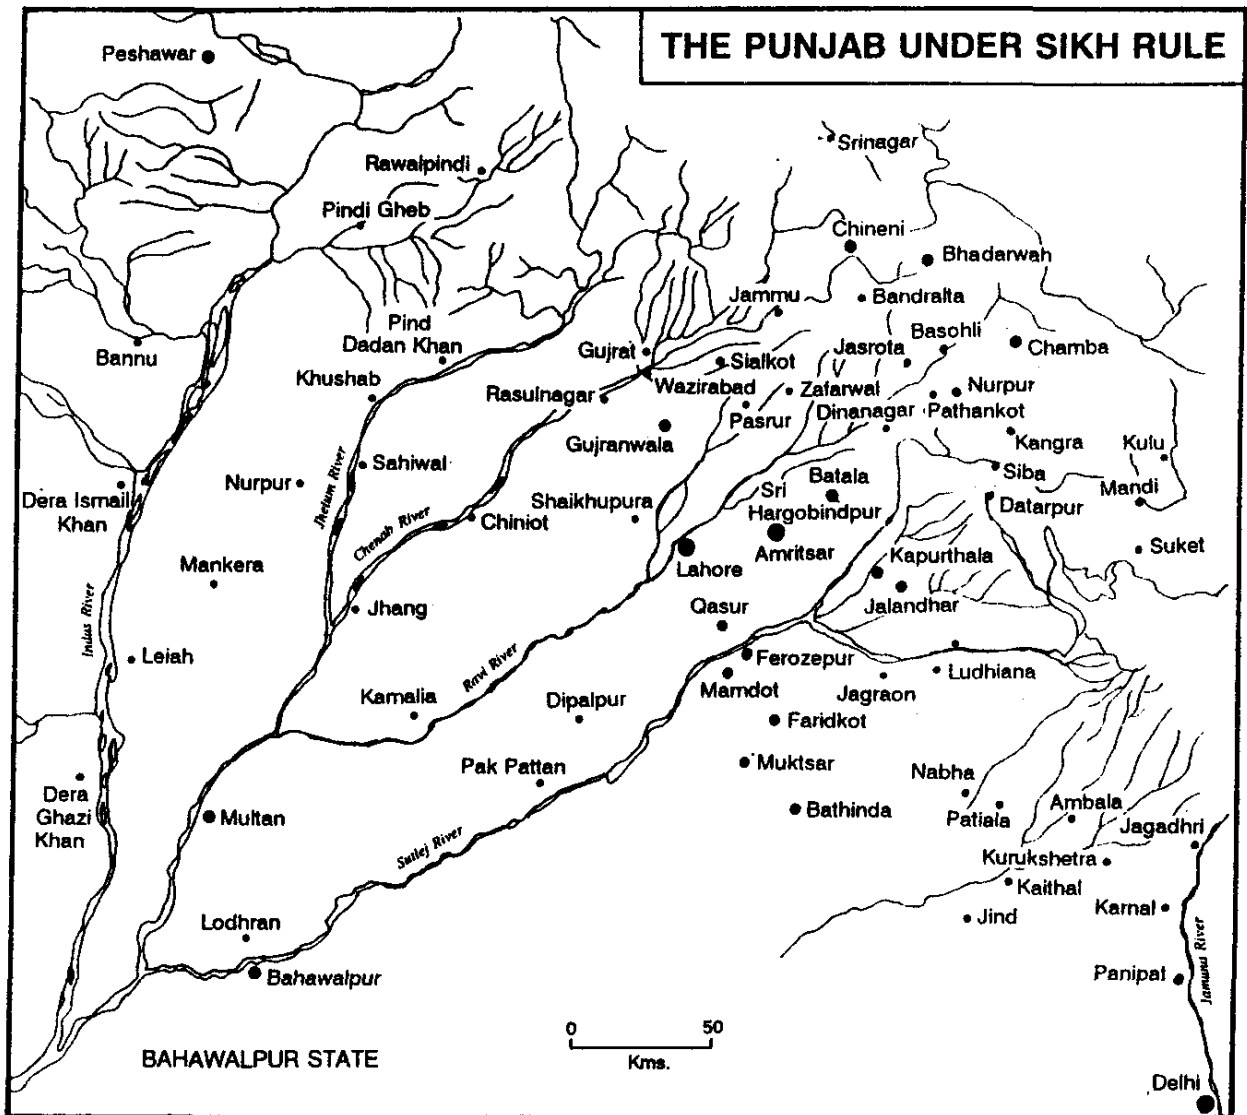 THE PUNJAB UNDER SIKH RULE
Peshawar
Srinagar
Rawalpindi
Pindi Gheb
Chineni
Bhadarwah
Jammu
Bandralta
Pind
Dadan Khan
Basohli
Bannu
Gujrat
Sialkot
Jasrota
Chamba
Khushab
Rasulnagar
Wazirabad
Zafarwal
Nurpur
Pasrur
Dinanagar
Pathankot
Gujranwala
Kangra
Kulu
Sahiwal
Jhelum River
Nurpur
Batala
Siba
Dera Ismail
Khan
Shaikhupura
Sri
Hargobindpur
Mandi
Datarpur
Chenab River
Chiniot
Amritsar
Suket
Mankera
Lahore
Kapurthala
Jhang
Qasur
Jalandhar
Indus River
Leiah
Ravi River
Ferozepur
Ludhiana
Mamdot
Jagraon
Kamalia
Dipalpur
Faridkot
Pak Pattan
Muktsar
Nabha
Dera
Ghazi
Khan
Multan
Bathinda
Patiala
Ambala
Jagadhri
Sutlej River
Kurukshetra
Kaithal
Lodhran
Jind
Karnal
Bahawalpur
Panipat
Jamuna River
0 50
Kms.
BAHAWALPUR STATE
Delhi